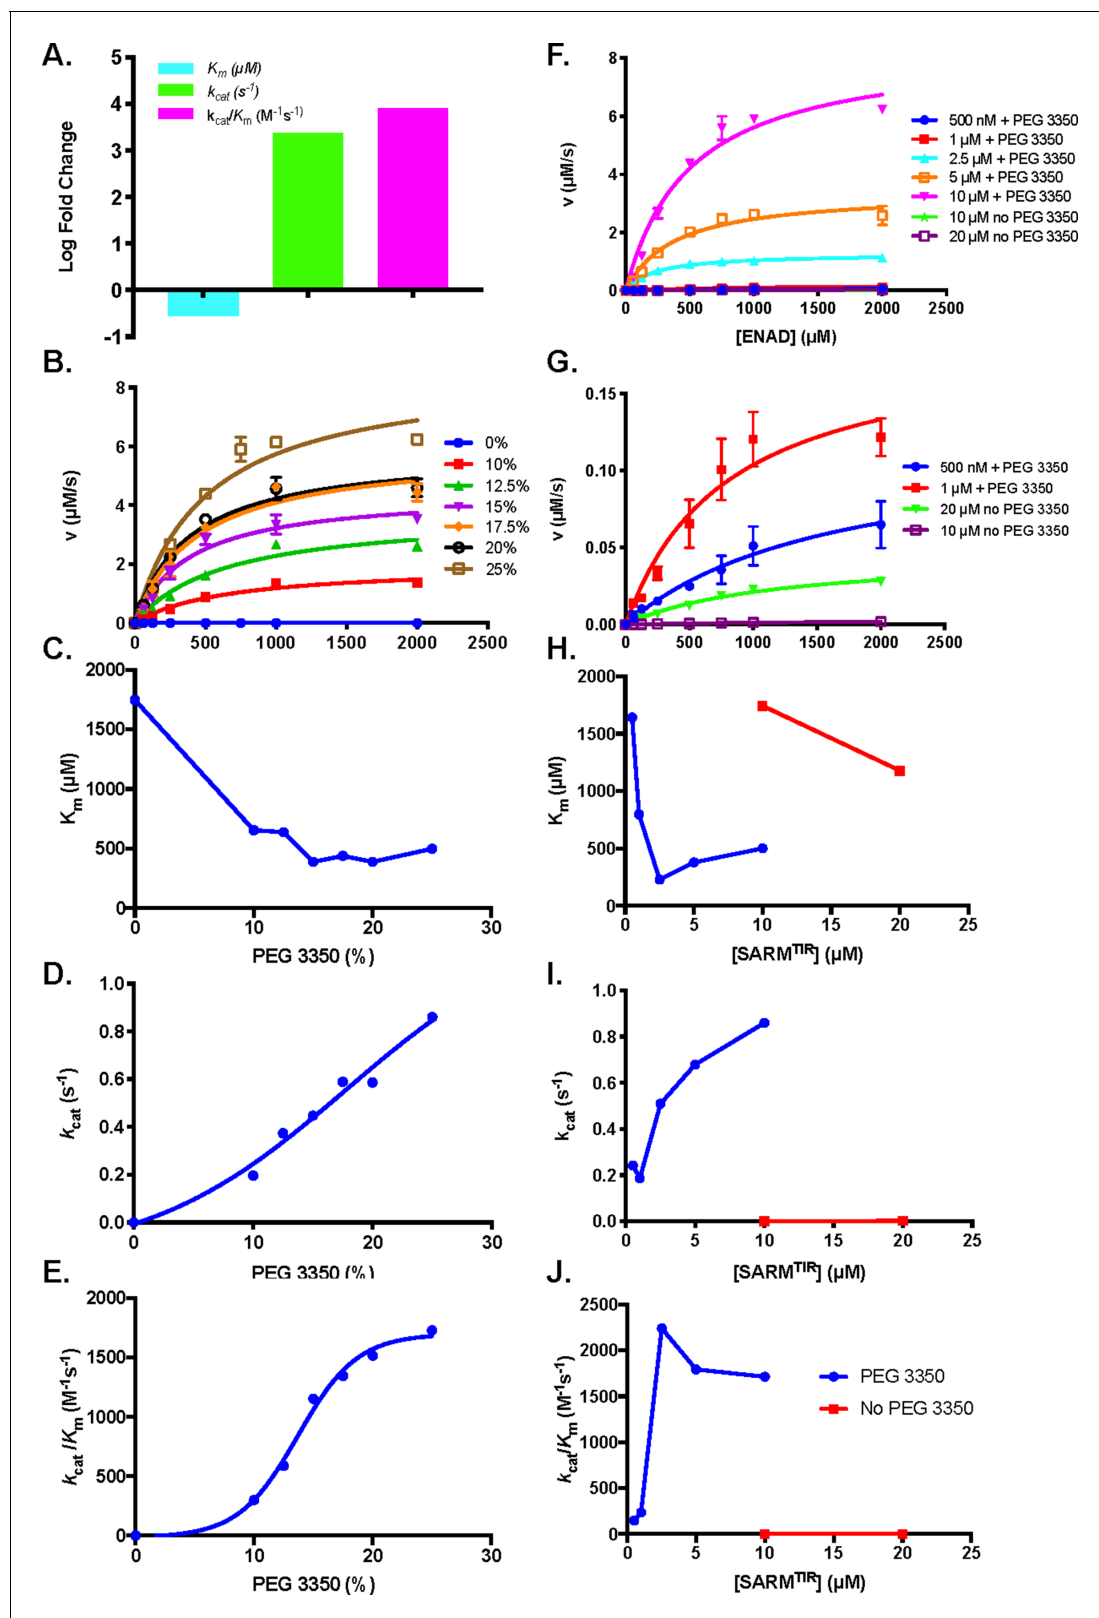 A.
5
4
3
2
1
0
-1
Log Fold Change
Km (µM)
kcat (s-1)
kcat/Km (M-1s-1)
F.
8
6
4
2
0
v (µM/s)
0 500 1000 1500 2000 2500
[ENAD] (µM)
500 nM + PEG 3350
1 µM + PEG 3350
2.5 µM + PEG 3350
5 µM + PEG 3350
10 µM + PEG 3350
10 µM no PEG 3350
20 µM no PEG 3350
B.
8
6
4
2
0
v (µM/s)
0 500 1000 1500 2000 2500
0%
10%
12.5%
15%
17.5%
20%
25%
G.
0.15
0.10
0.05
0.00
v (µM/s)
0 500 1000 1500 2000 2500
500 nM + PEG 3350
1 µM + PEG 3350
20 µM no PEG 3350
10 µM no PEG 3350
C.
2000
1500
1000
500
0
Km (µM)
0 10 20 30
PEG 3350 (%)
H.
2000
1500
1000
500
0
Km (µM)
0 5 10 15 20 25
[SARMTIR] (µM)
D.
1.0
0.8
0.6
0.4
0.2
0.0
kcat (s-1)
0 10 20 30
PEG 3350 (%)
I.
1.0
0.8
0.6
0.4
0.2
0.0
kcat (s-1)
0 5 10 15 20 25
[SARMTIR] (µM)
E.
2000
1500
1000
500
0
kcat/Km (M-1s-1)
0 10 20 30
PEG 3350 (%)
J.
2500
2000
1500
1000
500
0
kcat/Km (M-1s-1)
0 5 10 15 20 25
[SARMTIR] (µM)
PEG 3350
No PEG 3350